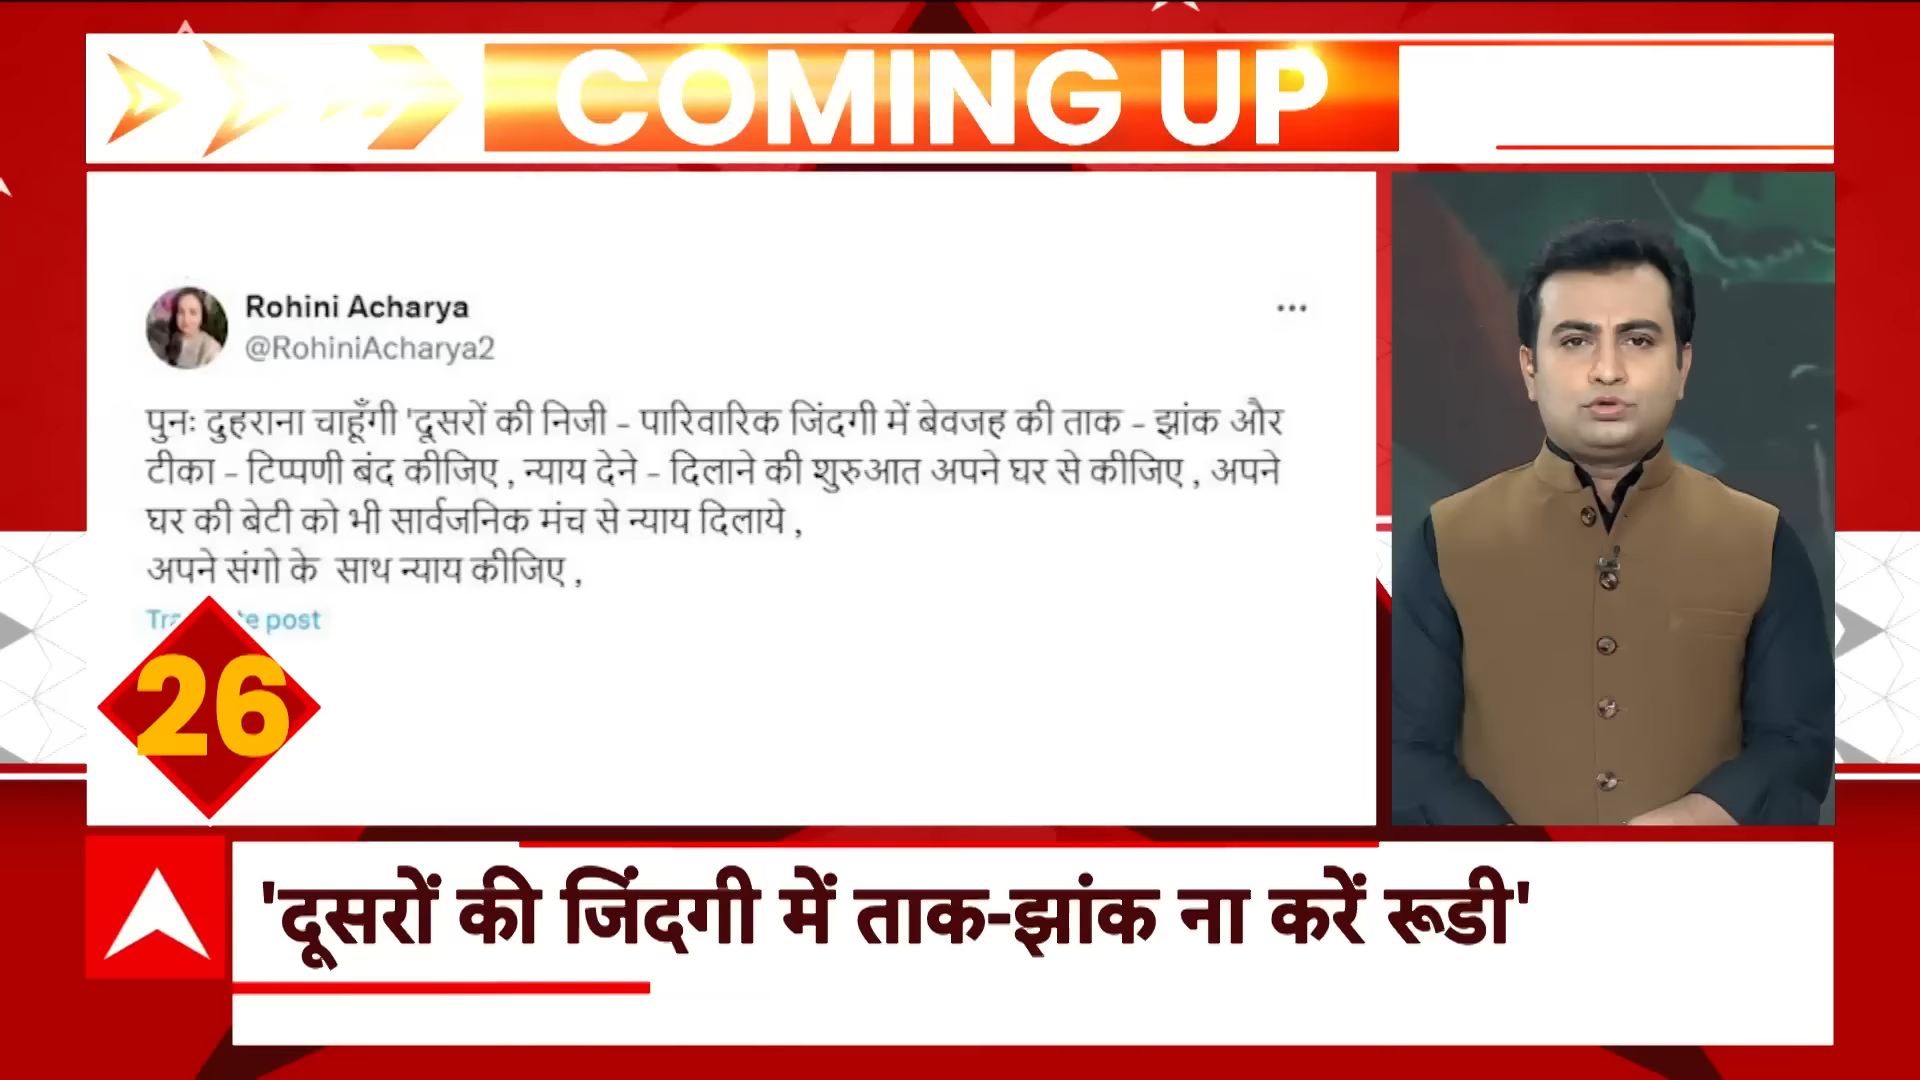 COMING UP
Rohini Acharya
@RohiniAcharya2
पुनः दुहराना चाहूँगी 'दूसरों की निजी - पारिवारिक जिंदगी में बेवजह की ताक - झांक और
टीका - टिप्पणी बंद कीजिए , न्याय देने - दिलाने की शुरुआत अपने घर से कीजिए , अपने
घर की बेटी को भी सार्वजनिक मंच से न्याय दिलाये ,
अपने संगो के साथ न्याय कीजिए ,
post
26
'दूसरों की जिंदगी में ताक-झांक ना करें रूडी'